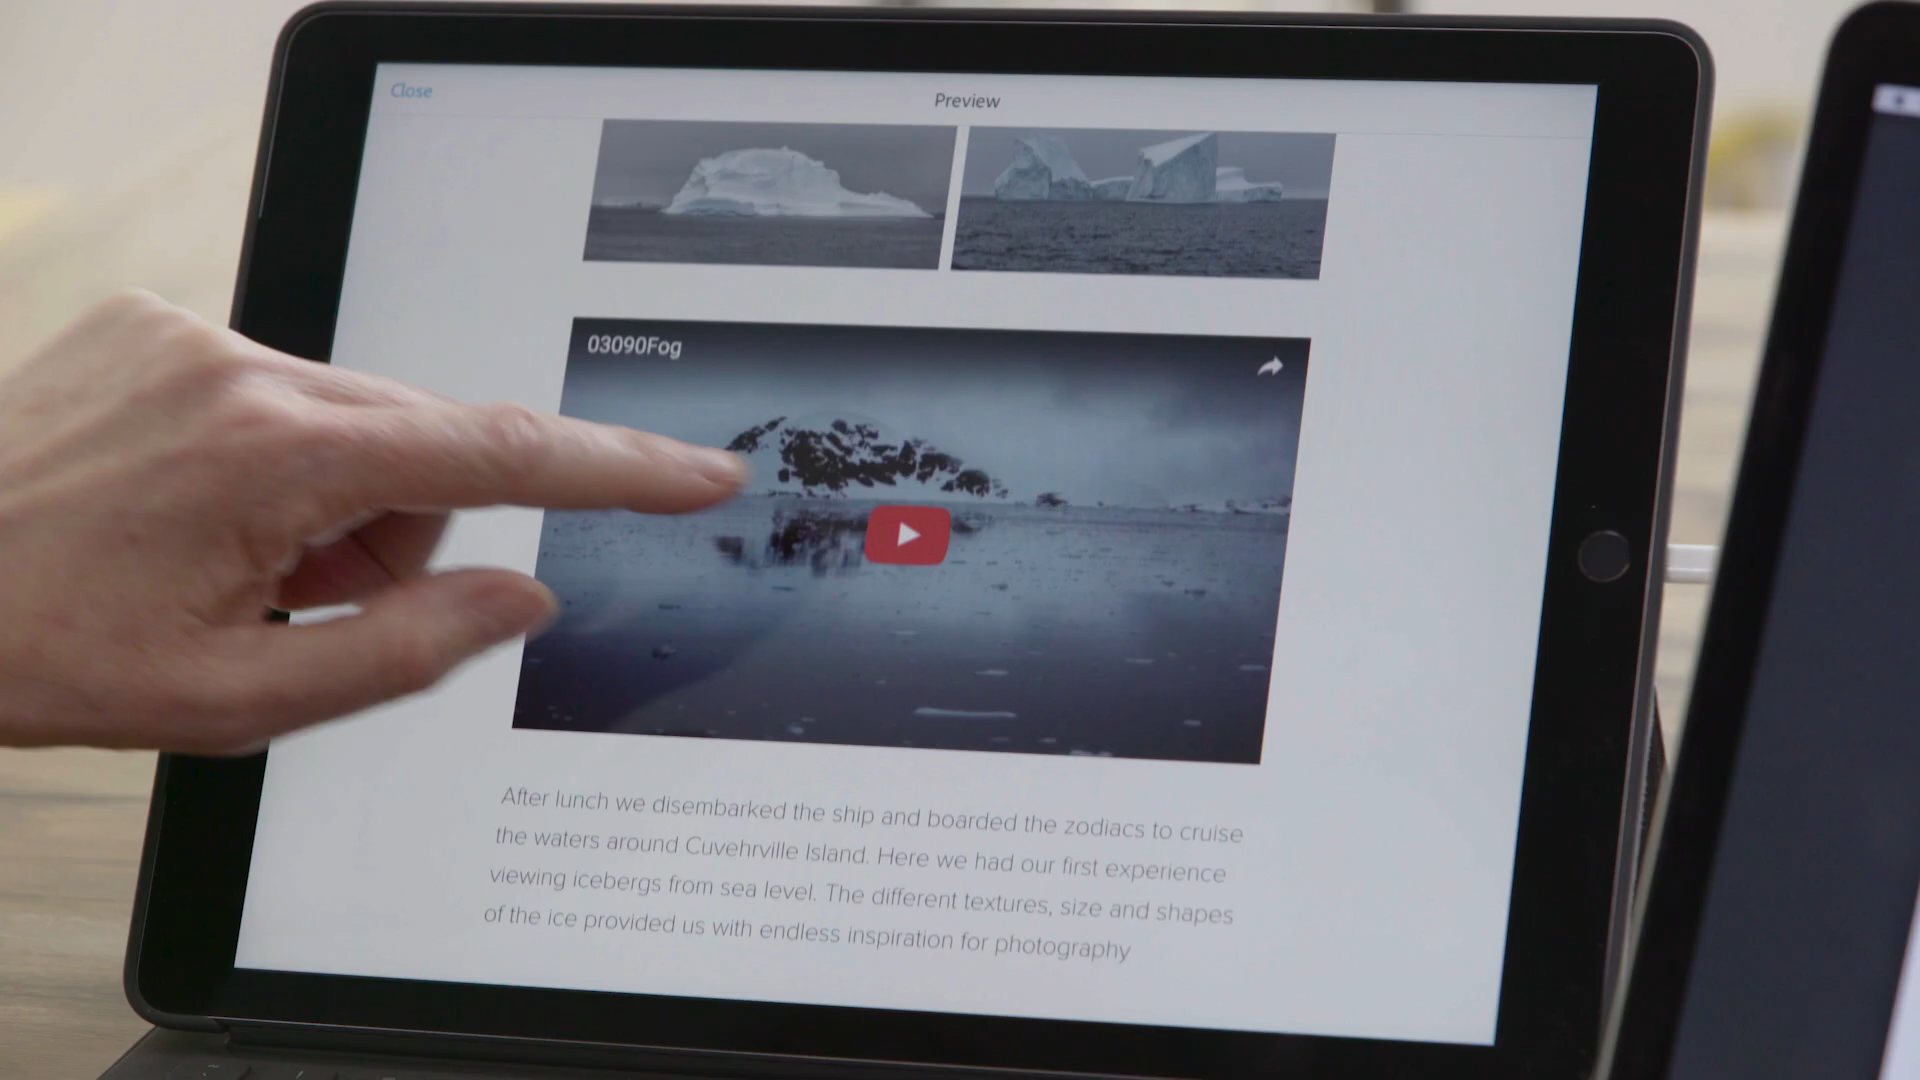 Close
Preview
03090Fog
After lunch we disembarked the ship and boarded the zodiacs to cruise
the waters around Cuvehrville Island. Here we had our first experience
viewing icebergs from sea level. The different textures, size and shapes
of the ice provided us with endless inspiration for photography